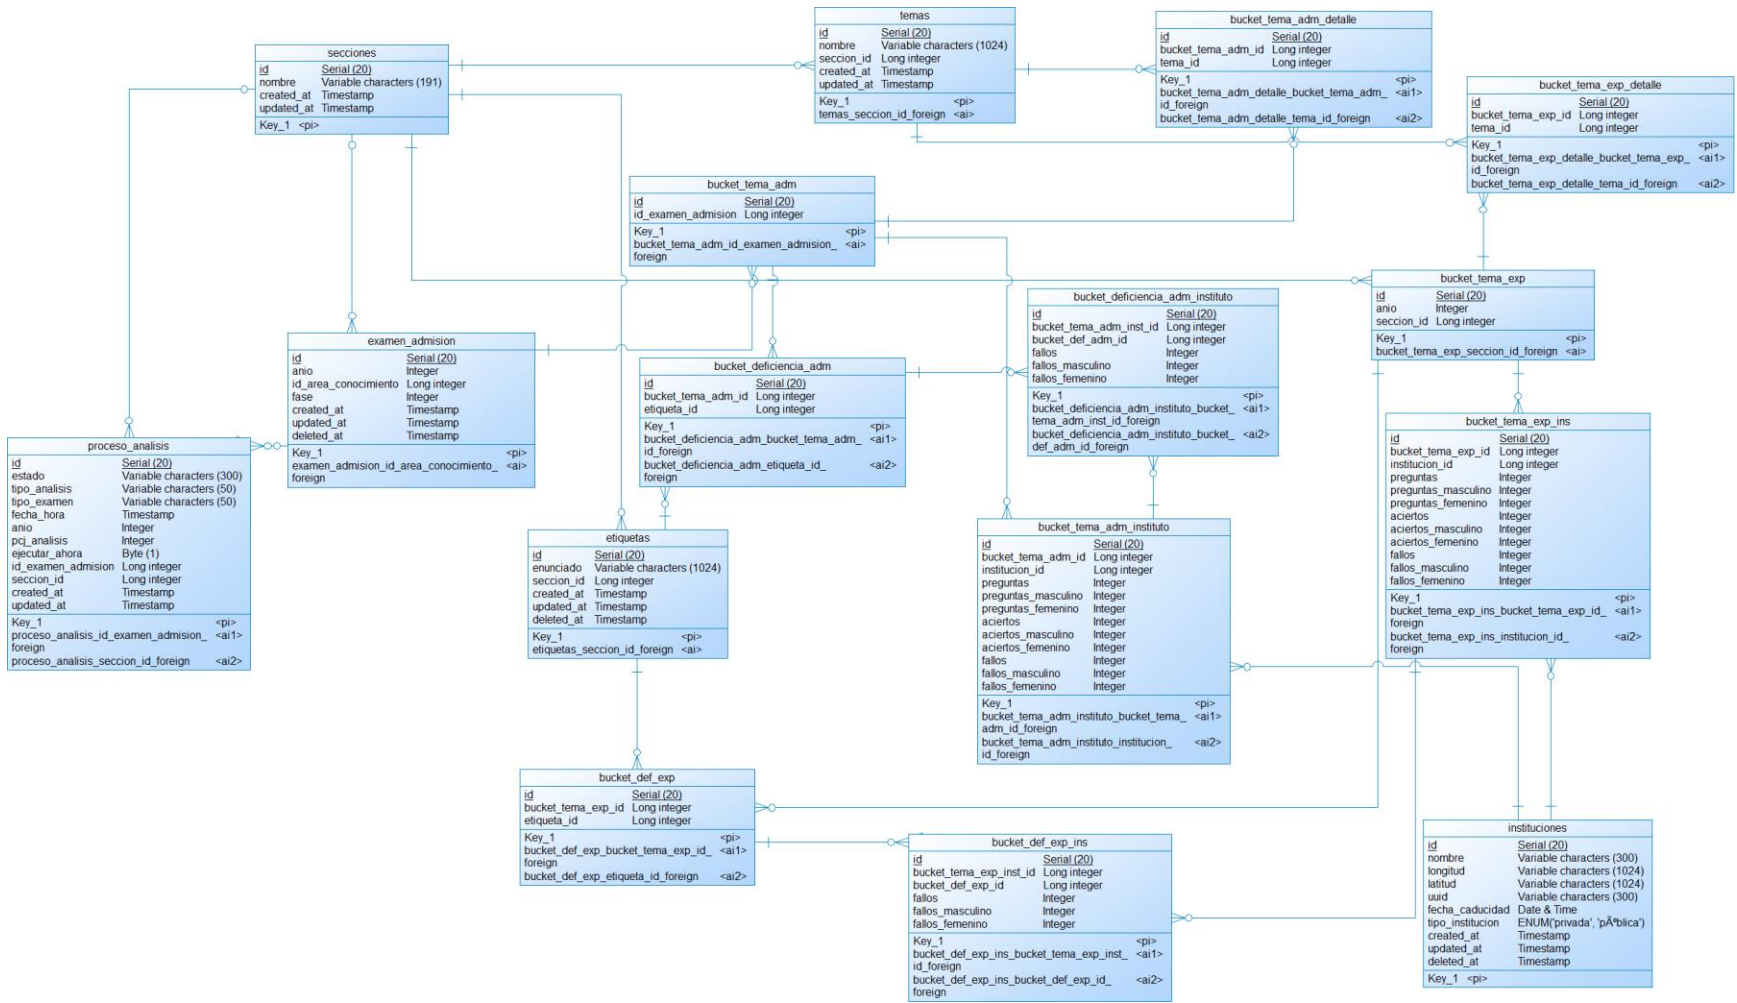 secciones
id Serial (20)
nombre Variable characters (191)
created_at Timestamp
updated_at Timestamp
Key_1 <pi>
temas
id Serial (20)
nombre Variable characters (1024)
seccion_id Long integer
created_at Timestamp
updated_at Timestamp
Key_1 <pi>
temas_seccion_id_foreign <ai>
bucket_tema_adm_detalle
id Serial (20)
bucket_tema_adm_id Long integer
tema_id Long integer
Key_1 <pi>
bucket_tema_adm_detalle_bucket_tema_adm_ <ai1>
id_foreign
bucket_tema_adm_detalle_tema_id_foreign <ai2>
bucket_tema_exp_detalle
id Serial (20)
bucket_tema_exp_id Long integer
tema_id Long integer
Key_1 <pi>
bucket_tema_exp_detalle_bucket_tema_exp_ <ai1>
id_foreign
bucket_tema_exp_detalle_tema_id_foreign <ai2>
bucket_tema_adm
id Serial (20)
id_examen_admision Long integer
Key_1 <pi>
bucket_tema_adm_id_examen_admision_ <ai>
foreign
bucket_tema_exp
id Serial (20)
anio Integer
seccion_id Long integer
Key_1 <pi>
bucket_tema_exp_seccion_id_foreign <ai>
bucket_deficiencia_adm_instituto
id Serial (20)
bucket_tema_adm_inst_id Long integer
bucket_def_adm_id Long integer
fallos Integer
fallos_masculino Integer
fallos_femenino Integer
Key_1 <pi>
bucket_deficiencia_adm_instituto_bucket_ <ai1>
tema_adm_inst_id_foreign
bucket_deficiencia_adm_instituto_bucket_ <ai2>
def_adm_id_foreign
examen_admision
id Serial (20)
anio Integer
id_area_conocimiento Long integer
fase Integer
created_at Timestamp
updated_at Timestamp
deleted_at Timestamp
Key_1 <pi>
examen_admision_id_area_conocimiento_ <ai>
foreign
bucket_deficiencia_adm
id Serial (20)
bucket_tema_adm_id Long integer
etiqueta_id Long integer
Key_1 <pi>
bucket_deficiencia_adm_bucket_tema_adm_ <ai1>
id_foreign
bucket_deficiencia_adm_etiqueta_id_ <ai2>
foreign
bucket_tema_exp_ins
id Serial (20)
bucket_tema_exp_id Long integer
institucion_id Long integer
preguntas Integer
preguntas_masculino Integer
preguntas_femenino Integer
aciertos Integer
aciertos_masculino Integer
aciertos_femenino Integer
fallos Integer
fallos_masculino Integer
fallos_femenino Integer
Key_1 <pi>
bucket_tema_exp_ins_bucket_tema_exp_id_ <ai1>
foreign
bucket_tema_exp_ins_institucion_id_ <ai2>
foreign
proceso_analisis
id Serial (20)
estado Variable characters (300)
tipo_analisis Variable characters (50)
tipo_examen Variable characters (50)
fecha_hora Timestamp
anio Integer
pcj_analisis Integer
ejecutar_ahora Byte (1)
id_examen_admision Long integer
seccion_id Long integer
created_at Timestamp
updated_at Timestamp
Key_1 <pi>
proceso_analisis_id_examen_admision_ <ai1>
foreign
proceso_analisis_seccion_id_foreign <ai2>
etiquetas
id Serial (20)
enunciado Variable characters (1024)
seccion_id Long integer
created_at Timestamp
updated_at Timestamp
deleted_at Timestamp
Key_1 <pi>
etiquetas_seccion_id_foreign <ai>
bucket_tema_adm_instituto
id Serial (20)
bucket_tema_adm_id Long integer
institucion_id Long integer
preguntas Integer
preguntas_masculino Integer
preguntas_femenino Integer
aciertos Integer
aciertos_masculino Integer
aciertos_femenino Integer
fallos Integer
fallos_masculino Integer
fallos_femenino Integer
Key_1 <pi>
bucket_tema_adm_instituto_bucket_tema_ <ai1>
adm_id_foreign
bucket_tema_adm_instituto_institucion_ <ai2>
id_foreign
bucket_def_exp
id Serial (20)
bucket_tema_exp_id Long integer
etiqueta_id Long integer
Key_1 <pi>
bucket_def_exp_bucket_tema_exp_id_ <ai1>
foreign
bucket_def_exp_etiqueta_id_foreign <ai2>
bucket_def_exp_ins
id Serial (20)
bucket_tema_exp_inst_id Long integer
bucket_def_exp_id Long integer
fallos Integer
fallos_masculino Integer
fallos_femenino Integer
Key_1 <pi>
bucket_def_exp_ins_bucket_tema_exp_inst_ <ai1>
id_foreign
bucket_def_exp_ins_bucket_def_exp_id_ <ai2>
foreign
instituciones
id Serial (20)
nombre Variable characters (300)
longitud Variable characters (1024)
latitud Variable characters (1024)
uuid Variable characters (300)
fecha_caducidad Date & Time
tipo_institucion ENUM('privada', 'pÃºblica')
created_at Timestamp
updated_at Timestamp
deleted_at Timestamp
Key_1 <pi>